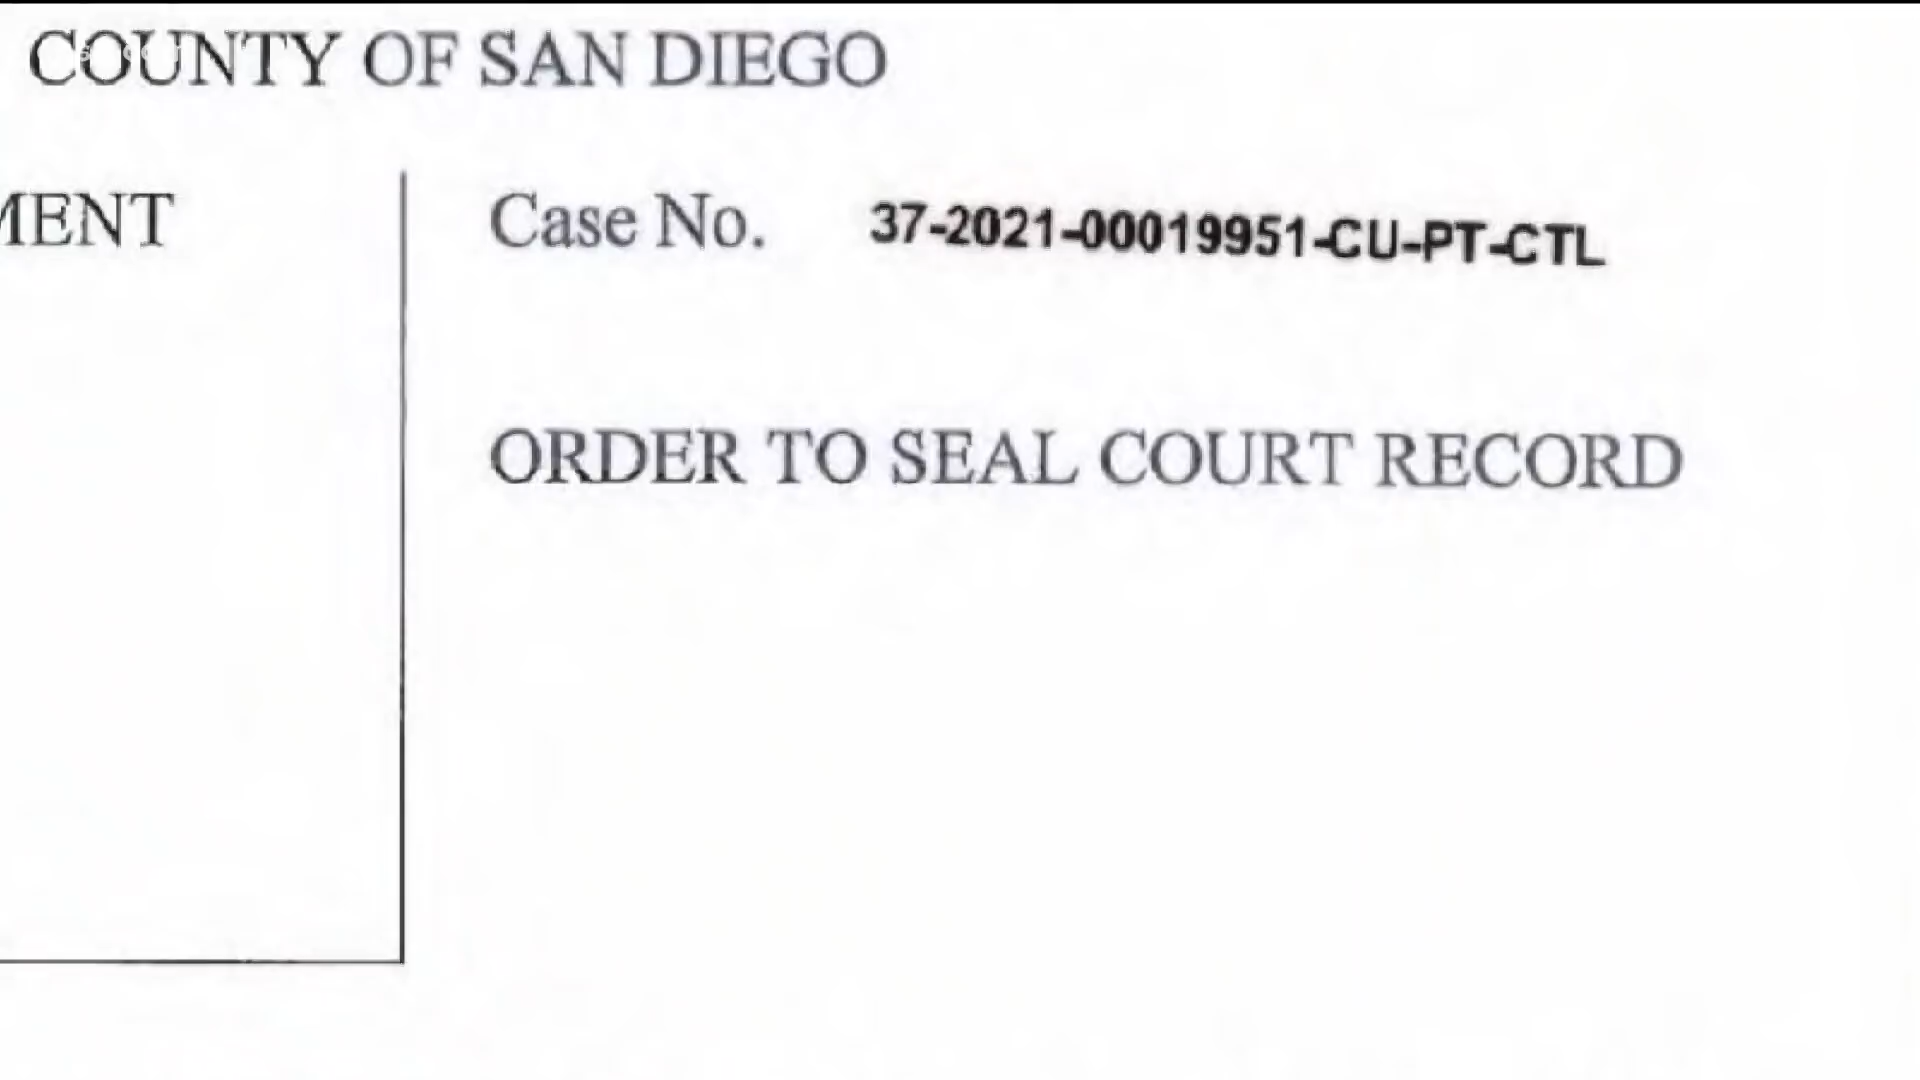 COUNTY OF SAN DIEGO
MENT
Case No. 37-2021-00019951-CU-PT-CTL
ORDER TO SEAL COURT RECORD